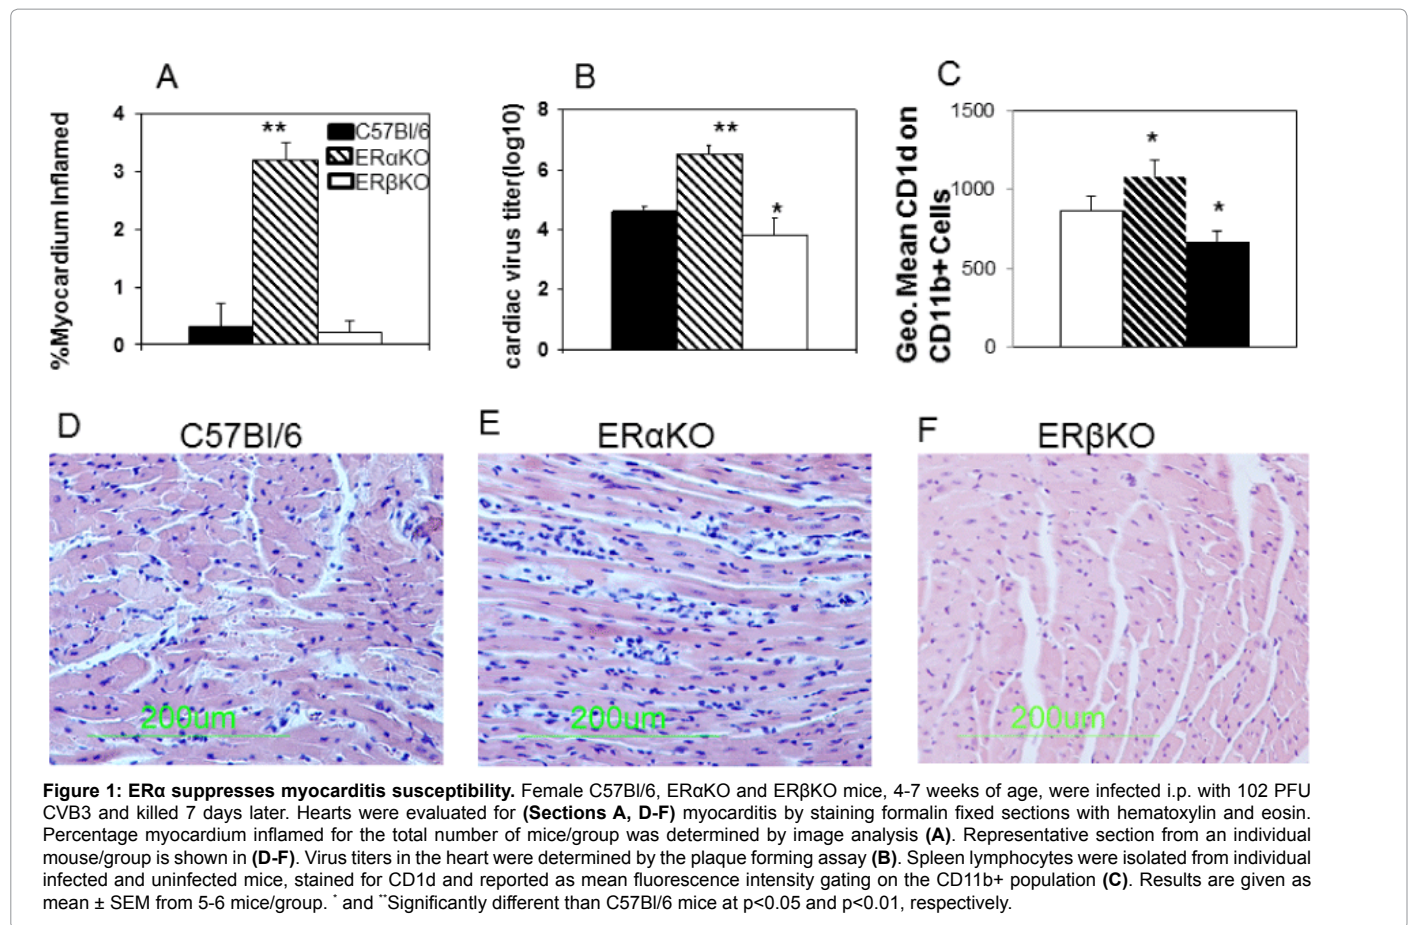 A
%Myocardium Inflamed
4
3
2
1
0
**
C57Bl/6
ERαKO
ERβKO
B
cardiac virus titer(log10)
8
6
4
2
0
**
*
C
Geo. Mean CD1d on
CD11b+ Cells
1500
1000
500
0
*
*
D
C57Bl/6
200um
E
ERαKO
200um
F
ERβKO
200um
Figure 1: ERα suppresses myocarditis susceptibility. Female C57Bl/6, ERαKO and ERβKO mice, 4-7 weeks of age, were infected i.p. with 102 PFU
CVB3 and killed 7 days later. Hearts were evaluated for (Sections A, D-F) myocarditis by staining formalin fixed sections with hematoxylin and eosin.
Percentage myocardium inflamed for the total number of mice/group was determined by image analysis (A). Representative section from an individual
mouse/group is shown in (D-F). Virus titers in the heart were determined by the plaque forming assay (B). Spleen lymphocytes were isolated from individual
infected and uninfected mice, stained for CD1d and reported as mean fluorescence intensity gating on the CD11b+ population (C). Results are given as
mean ± SEM from 5-6 mice/group. * and **Significantly different than C57Bl/6 mice at p<0.05 and p<0.01, respectively.